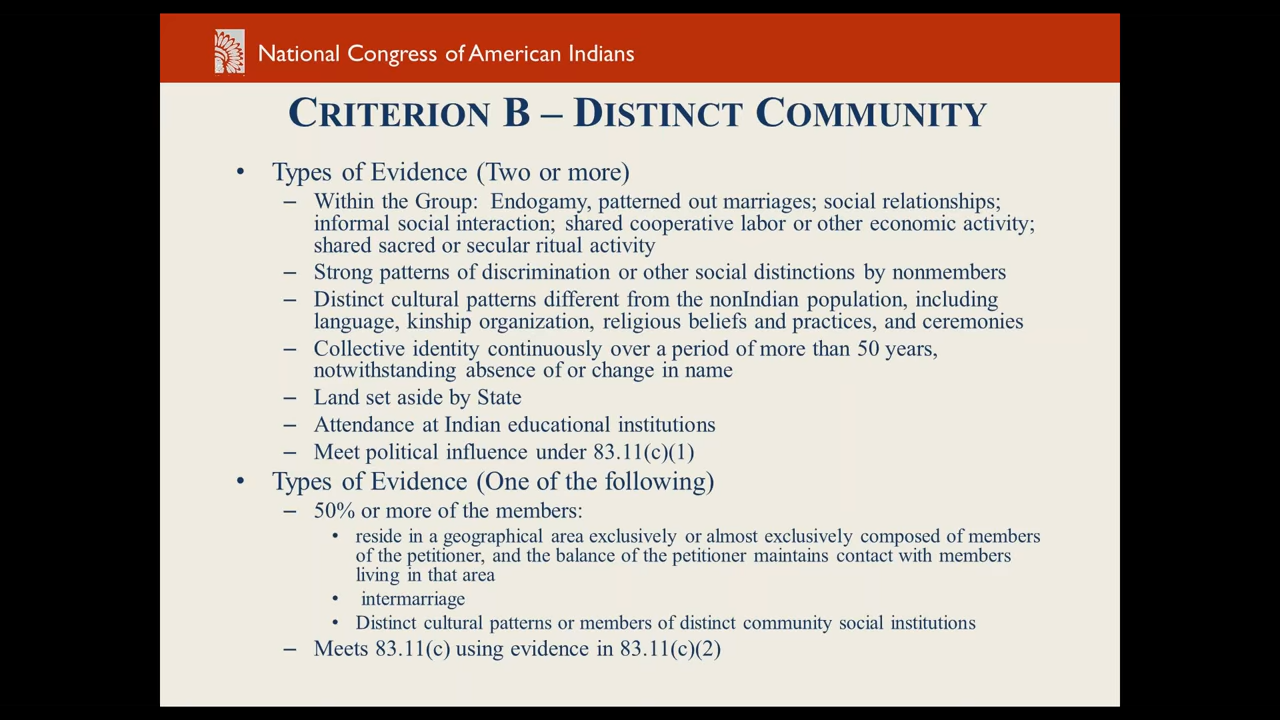 National Congress of American Indians
CRITERION B – DISTINCT COMMUNITY
• Types of Evidence (Two or more)
– Within the Group: Endogamy, patterned out marriages; social relationships;
informal social interaction; shared cooperative labor or other economic activity;
shared sacred or secular ritual activity
– Strong patterns of discrimination or other social distinctions by nonmembers
– Distinct cultural patterns different from the nonIndian population, including
language, kinship organization, religious beliefs and practices, and ceremonies
– Collective identity continuously over a period of more than 50 years,
notwithstanding absence of or change in name
– Land set aside by State
– Attendance at Indian educational institutions
– Meet political influence under 83.11(c)(1)
• Types of Evidence (One of the following)
– 50% or more of the members:
• reside in a geographical area exclusively or almost exclusively composed of members
of the petitioner, and the balance of the petitioner maintains contact with members
living in that area
• intermarriage
• Distinct cultural patterns or members of distinct community social institutions
– Meets 83.11(c) using evidence in 83.11(c)(2)